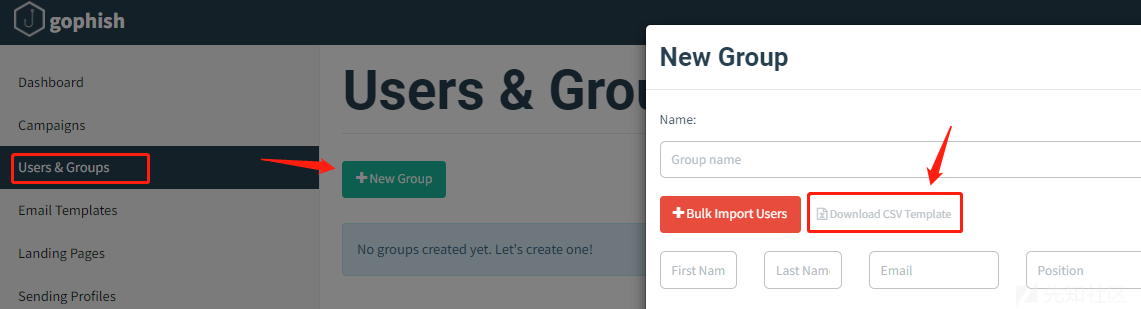 gophish
Dashboard
Campaigns
Users & Groups
Email Templates
Landing Pages
Sending Profiles
Users & Grou
New Group
No groups created yet. Let's create one!
New Group
Name:
Group name
Bulk Import Users
Download CSV Template
First Nam
Last Name
Email
Position
先知社区